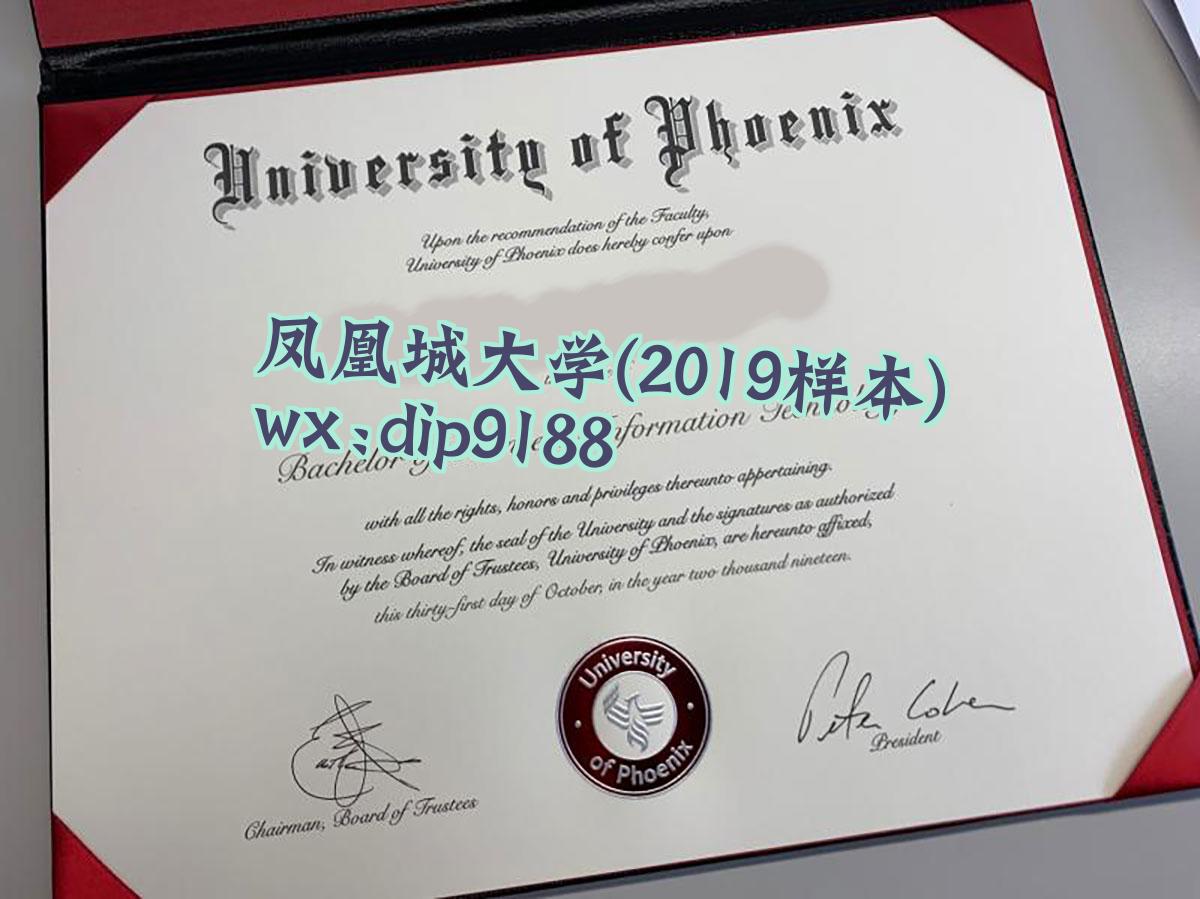 University of Phoenix
Upon the recommendation of the Faculty,
University of Phoenix does hereby confer upon
凤凰城大学(2019样本)
wx:dip9188
Bachelor Information
with all the rights, honors and privileges thereunto appertaining.
In witness whereof, the seal of the University and the signatures as authorized
by the Board of Trustees, University of Phoenix, are hereunto affixed,
this thirty-first day of October, in the year two thousand nineteen.
University
of Phoenix
Peter Cohen
President
Chairman, Board of Trustees